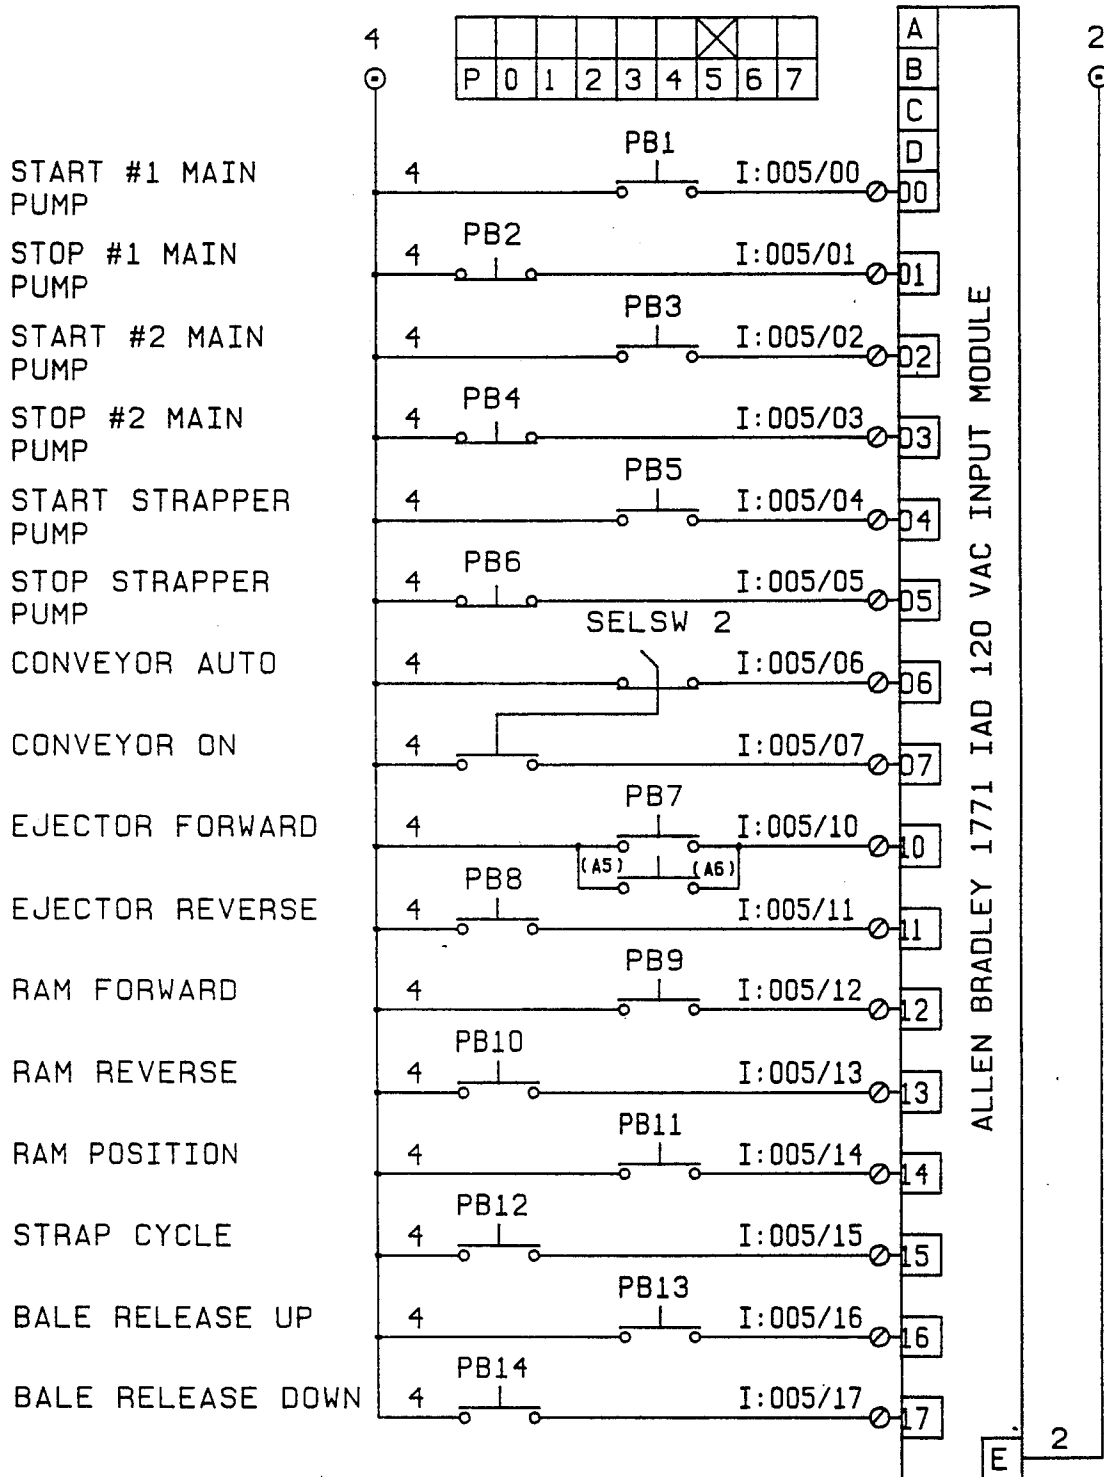 4
P 0 1 2 3 4 5 6 7
A
B
C
D
2
START #1 MAIN
PUMP
4
PB1
I:005/00
00
STOP #1 MAIN
PUMP
4
PB2
I:005/01
01
START #2 MAIN
PUMP
4
PB3
I:005/02
02
STOP #2 MAIN
PUMP
4
PB4
I:005/03
03
START STRAPPER
PUMP
4
PB5
I:005/04
04
STOP STRAPPER
PUMP
4
PB6
I:005/05
05
SELSW 2
CONVEYOR AUTO
4
I:005/06
06
CONVEYOR ON
4
I:005/07
07
EJECTOR FORWARD
4
PB7
I:005/10
10
(A5)
(A6)
EJECTOR REVERSE
4
PB8
I:005/11
11
RAM FORWARD
4
PB9
I:005/12
12
RAM REVERSE
4
PB10
I:005/13
13
RAM POSITION
4
PB11
I:005/14
14
STRAP CYCLE
4
PB12
I:005/15
15
BALE RELEASE UP
4
PB13
I:005/16
16
BALE RELEASE DOWN
4
PB14
I:005/17
17
ALLEN BRADLEY 1771 IAD 120 VAC INPUT MODULE
E
2